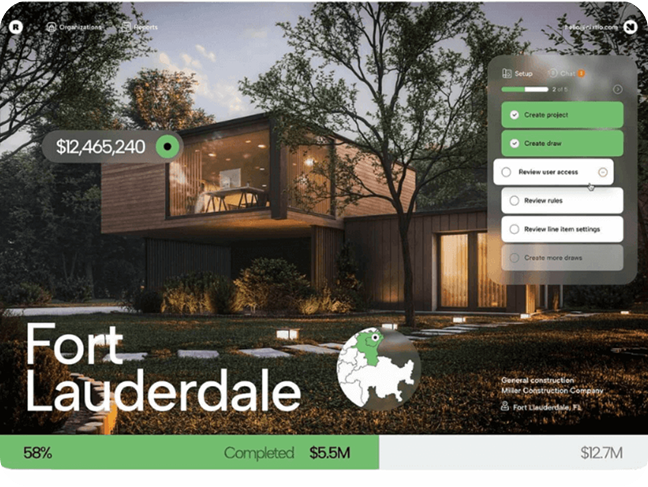 R
Organizations
Reports
Setup
Chat
2 of 5
Create project
$12,465,240
Create draw
Review user access
Review rules
Review line item settings
Create more draws
Fort
Lauderdale
General construction
Miller Construction Company
Fort Lauderdale, FL
58%
Completed
$5.5M
$12.7M